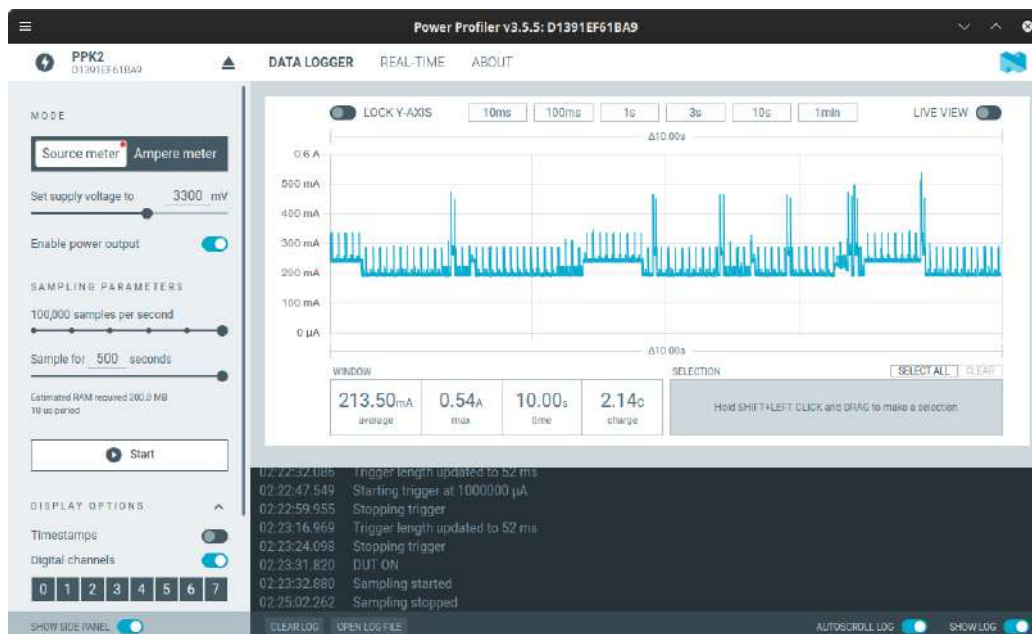 Power Profiler v3.5.5: D1391EF61BA9
PPK2
D1391EF61BA9
DATA LOGGER REAL-TIME ABOUT
MODE
Source meter Ampere meter
Set supply voltage to 3300 mV
Enable power output
SAMPLING PARAMETERS
100,000 samples per second
Sample for 500 seconds
Estimated RAM required 200.0 MB
10 us period
Start
DISPLAY OPTIONS
Timestamps
Digital channels
0 1 2 3 4 5 6 7
SHOW SIDE PANEL
LOCK Y-AXIS 10ms 100ms 1s 3s 10s 1min LIVE VIEW
Δ10.00s
0.6 A
500 mA
400 mA
300 mA
200 mA
100 mA
0 µA
Δ10.00s
WINDOW
213.50mA average
0.54A max
10.00s time
2.14c charge
SELECTION SELECT ALL CLEAR
Hold SHIFT+LEFT CLICK and DRAG to make a selection
02:22:32.086 Trigger length updated to 52 ms
02:22:47.549 Starting trigger at 1000000 µA
02:22:59.955 Stopping trigger
02:23:16.969 Trigger length updated to 52 ms
02:23:24.098 Stopping trigger
02:23:31.820 DUT ON
02:23:32.880 Sampling started
02:25:02.262 Sampling stopped
CLEAR LOG OPEN LOG FILE AUTOSCROLL LOG SHOW LOG